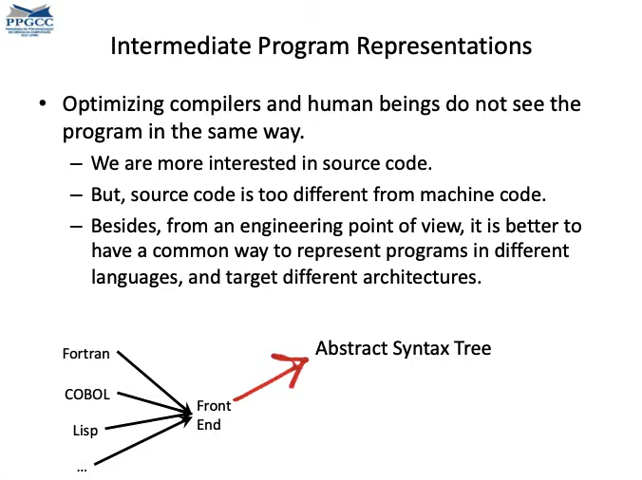 PPGCC
Intermediate Program Representations
• Optimizing compilers and human beings do not see the
program in the same way.
– We are more interested in source code.
– But, source code is too different from machine code.
– Besides, from an engineering point of view, it is better to
have a common way to represent programs in different
languages, and target different architectures.
Abstract Syntax Tree
Fortran
COBOL
Front
End
Lisp
...